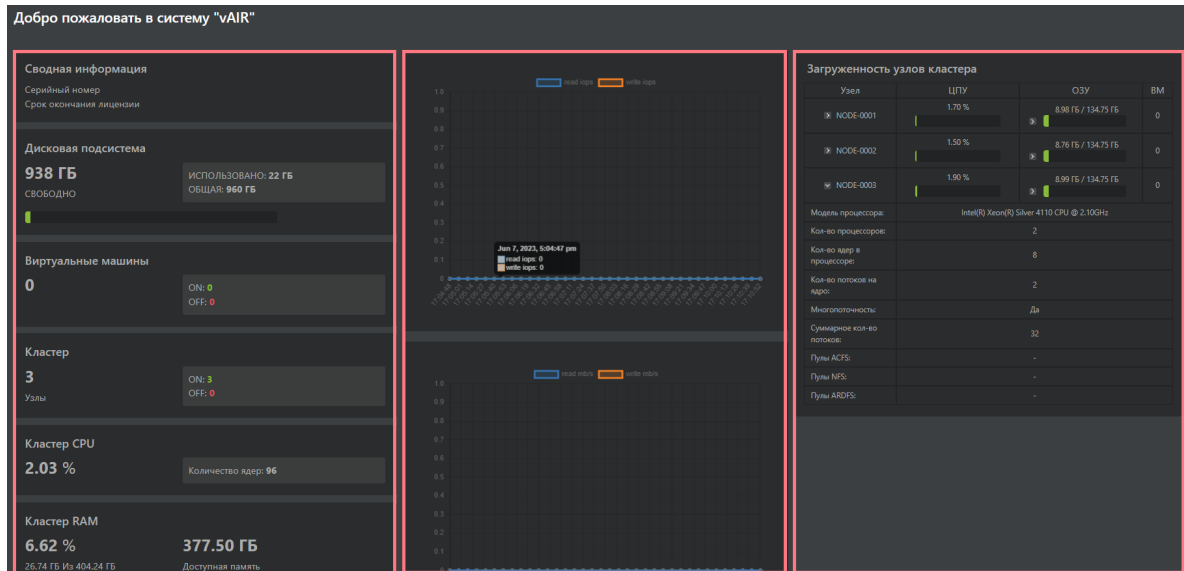 Добро пожаловать в систему "vAIR"
Сводная информация
Серийный номер
Срок окончания лицензии
Дисковая подсистема
938 ГБ
СВОБОДНО
ИСПОЛЬЗОВАНО: 22 ГБ
ОБЩАЯ: 960 ГБ
Виртуальные машины
0
ON: 0
OFF: 0
Кластер
3
Узлы
ON: 3
OFF: 0
Кластер CPU
2.03 %
Количество ядер: 96
Кластер RAM
6.62 %
26.74 ГБ Из 404.24 ГБ
377.50 ГБ
Доступная память
read iops write iops
1.0
0.9
0.8
0.7
0.6
0.5
0.4
0.3
0.2
0.1
0
Jun 7, 2023, 5:04:47 pm
read iops: 0
write iops: 0
read mb/s write mb/s
1.0
0.9
0.8
0.7
0.6
0.5
0.4
0.3
0.2
0.1
0
Загруженность узлов кластера
Узел ЦПУ ОЗУ ВМ
NODE-0001 1.70 % 8.98 ГБ / 134.75 ГБ 0
NODE-0002 1.50 % 8.76 ГБ / 134.75 ГБ 0
NODE-0003 1.90 % 8.99 ГБ / 134.75 ГБ 0
Модель процессора: Intel(R) Xeon(R) Silver 4110 CPU @ 2.10GHz
Кол-во процессоров: 2
Кол-во ядер в
процессоре: 8
Кол-во потоков на
ядро: 2
Многопоточность: Да
Суммарное кол-во
потоков: 32
Пулы ACFS: -
Пулы NFS: -
Пулы ARDFS: -